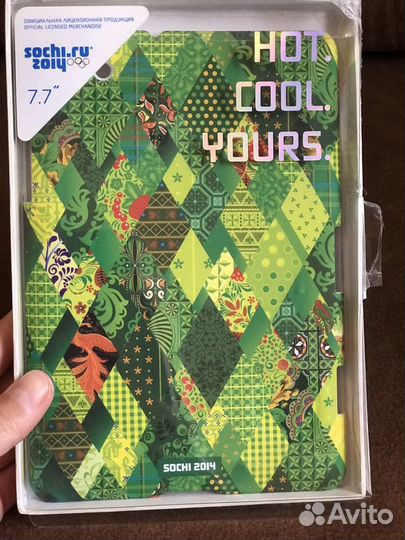 ОФИЦИАЛЬНАЯ ЛИЦЕНЗИОННАЯ ПРОДУКЦИЯ
OFFICIAL LICENSED MERCHANDISE
sochi.ru
2014
7.7"
HOT.
COOL.
YOURS.
SOCHI 2014
Avito